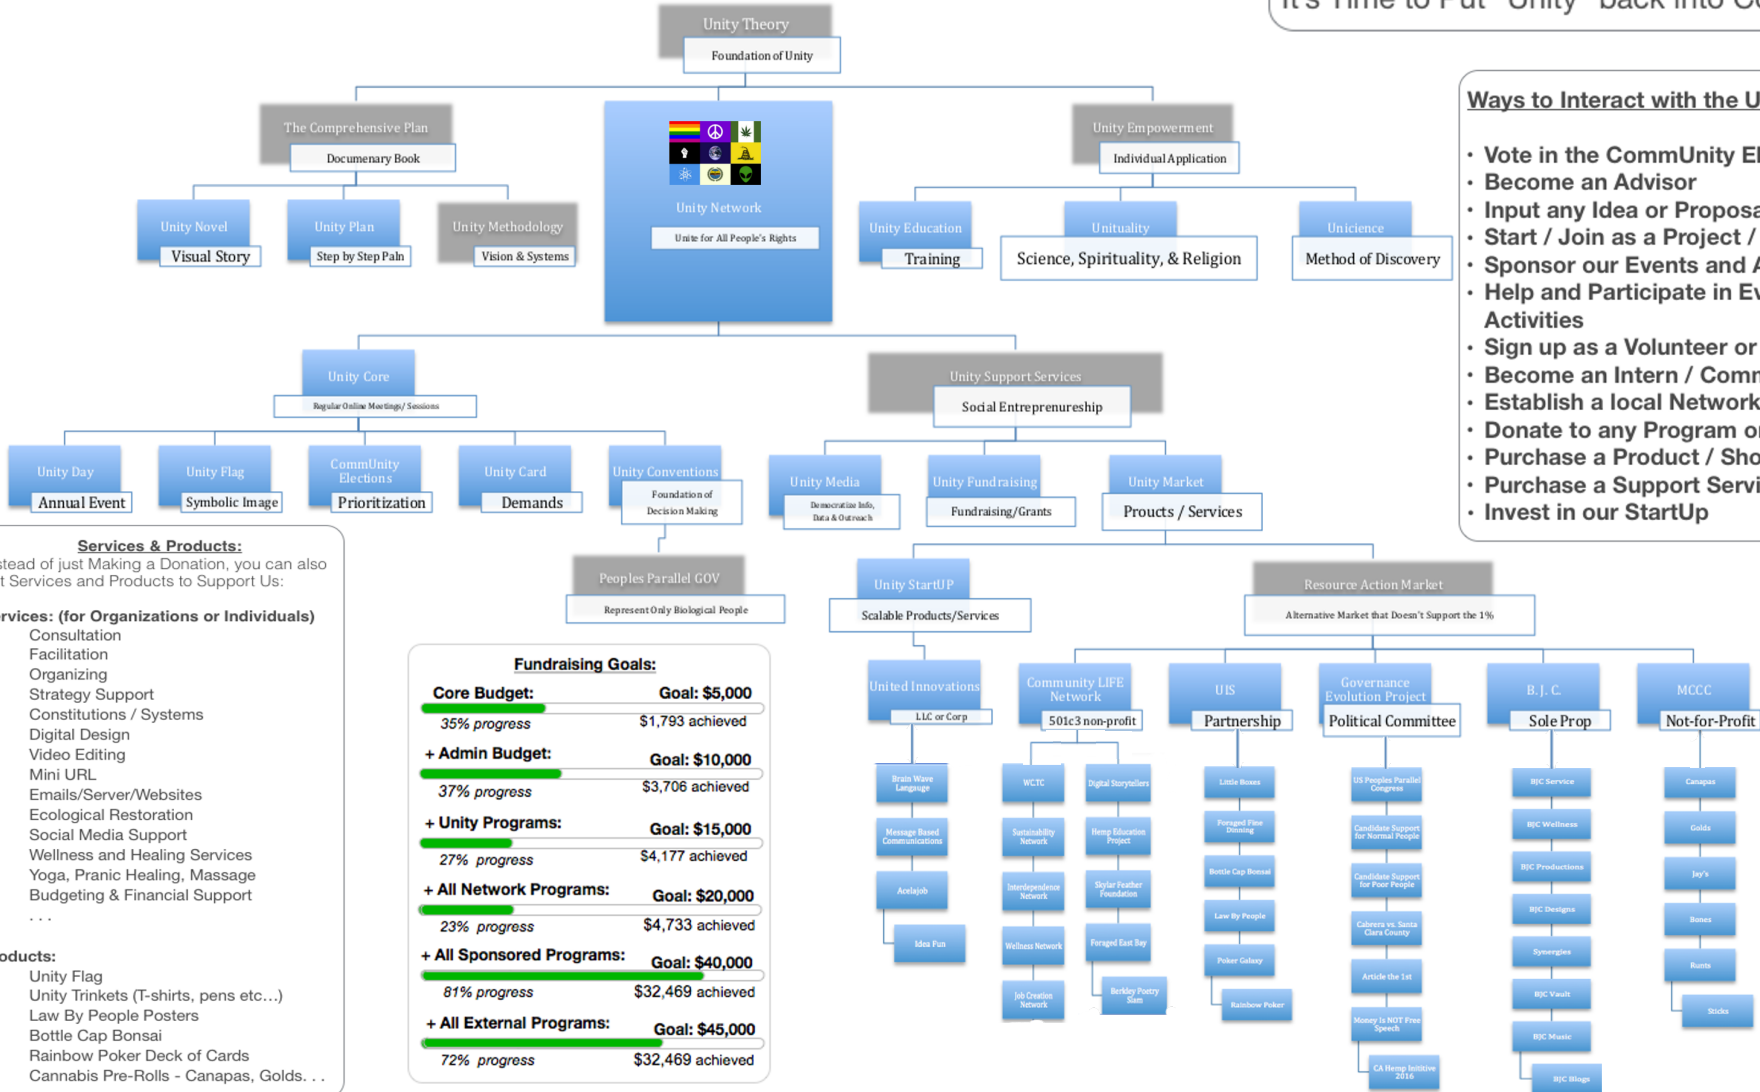 It's Time to Put "Unity" back into Co
Unity Theory
Foundation of Unity
The Comprehensive Plan
Documenary Book
Unity Network
Unite for All People's Rights
Unity Empowerment
Individual Application
Unity Novel
Visual Story
Unity Plan
Step by Step Paln
Unity Methodology
Vision & Systems
Unity Education
Training
Unituality
Science, Spirituality, & Religion
Unicience
Method of Discovery
Ways to Interact with the U
• Vote in the CommUnity El
• Become an Advisor
• Input any Idea or Proposa
• Start / Join as a Project /
• Sponsor our Events and A
• Help and Participate in Ev
Activities
• Sign up as a Volunteer or
• Become an Intern / Comm
• Establish a local Network
• Donate to any Program or
• Purchase a Product / Sho
• Purchase a Support Servi
• Invest in our StartUp
Unity Core
Regular Online Meetings/ Sessions
Unity Support Services
Social Entreprenureship
Unity Day
Annual Event
Unity Flag
Symbolic Image
CommUnity
Elections
Prioritization
Unity Card
Demands
Unity Conventions
Foundation of
Decision Making
Unity Media
Democratize Info,
Data & Outreach
Unity Fundraising
Fundraising/Grants
Unity Market
Proucts / Services
Peoples Parallel GOV
Represent Only Biological People
Unity StartUP
Scalable Products/Services
Resource Action Market
Alternative Market that Doesn't Support the 1%
United Innovations
LLC or Corp
Community LIFE
Network
501c3 non-profit
UIS
Partnership
Governance
Evolution Project
Political Committee
B. J. C.
Sole Prop
MCCC
Not-for-Profit
Brain Wave
Langauge
Message Based
Communications
Acelajob
Idea Fun
WCTC
Sustainability
Network
Interdependence
Network
Wellness Network
Job Creation
Network
Digital Storytellers
Hemp Education
Project
Skylar Feather
Foundation
Foraged East Bay
Berkley Poetry
Slam
Little Boxes
Foraged Fine
Dinning
Bottle Cap Bonsai
Law By People
Poker Galaxy
Rainbow Poker
US Peoples Parallel
Congress
Candidate Support
for Normal People
Candidate Support
for Poor People
Cabrera vs. Santa
Clara County
Article the 1st
Money Is NOT Free
Speech
CA Hemp Inititive
2016
BJC Service
BJC Wellness
BJC Productions
BJC Designs
Synergies
BJC Vault
BJC Music
BJC Blogs
Canapas
Golds
Jay's
Bones
Runts
Sticks
Services & Products:
stead of just Making a Donation, you can also
t Services and Products to Support Us:
rvices: (for Organizations or Individuals)
Consultation
Facilitation
Organizing
Strategy Support
Constitutions / Systems
Digital Design
Video Editing
Mini URL
Emails/Server/Websites
Ecological Restoration
Social Media Support
Wellness and Healing Services
Yoga, Pranic Healing, Massage
Budgeting & Financial Support
. . .
oducts:
Unity Flag
Unity Trinkets (T-shirts, pens etc...)
Law By People Posters
Bottle Cap Bonsai
Rainbow Poker Deck of Cards
Cannabis Pre-Rolls - Canapas, Golds. . .
Fundraising Goals:
Core Budget: Goal: $5,000
35% progress $1,793 achieved
+ Admin Budget: Goal: $10,000
37% progress $3,706 achieved
+ Unity Programs: Goal: $15,000
27% progress $4,177 achieved
+ All Network Programs: Goal: $20,000
23% progress $4,733 achieved
+ All Sponsored Programs: Goal: $40,000
81% progress $32,469 achieved
+ All External Programs: Goal: $45,000
72% progress $32,469 achieved